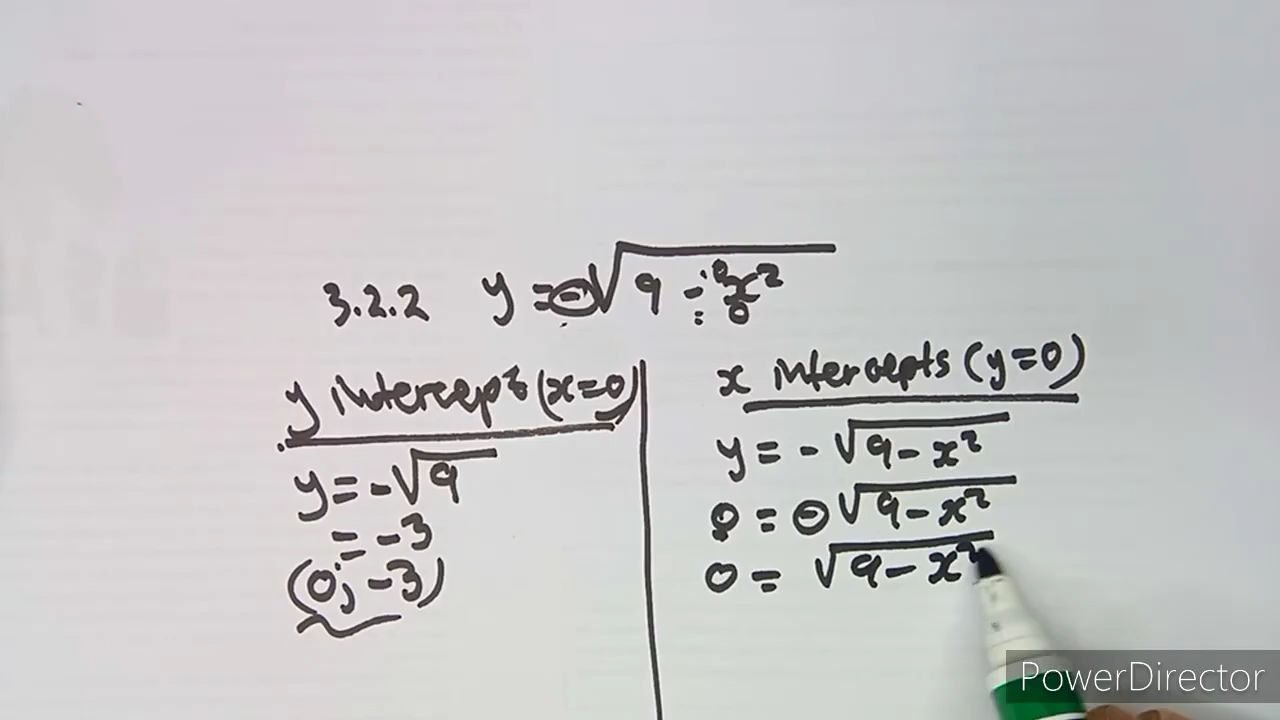 3.2.2 y = -√9 - x²
y intercept (x=0)
y = -√9
= -3
(0; -3)
x intercepts (y=0)
y = -√9 - x²
0 = -√9 - x²
0 = √9 - x²
PowerDirector